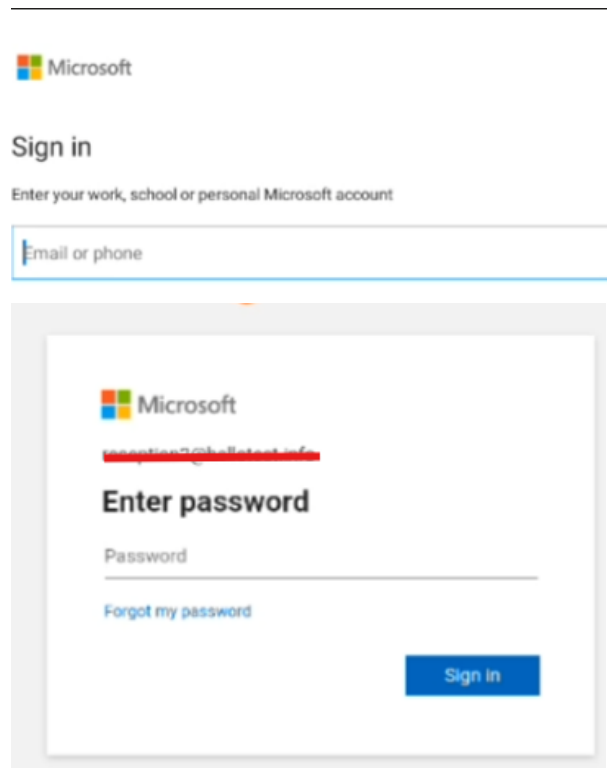 Microsoft
Sign in
Enter your work, school or personal Microsoft account
Email or phone
Microsoft
Enter password
Password
Forgot my password
Sign in